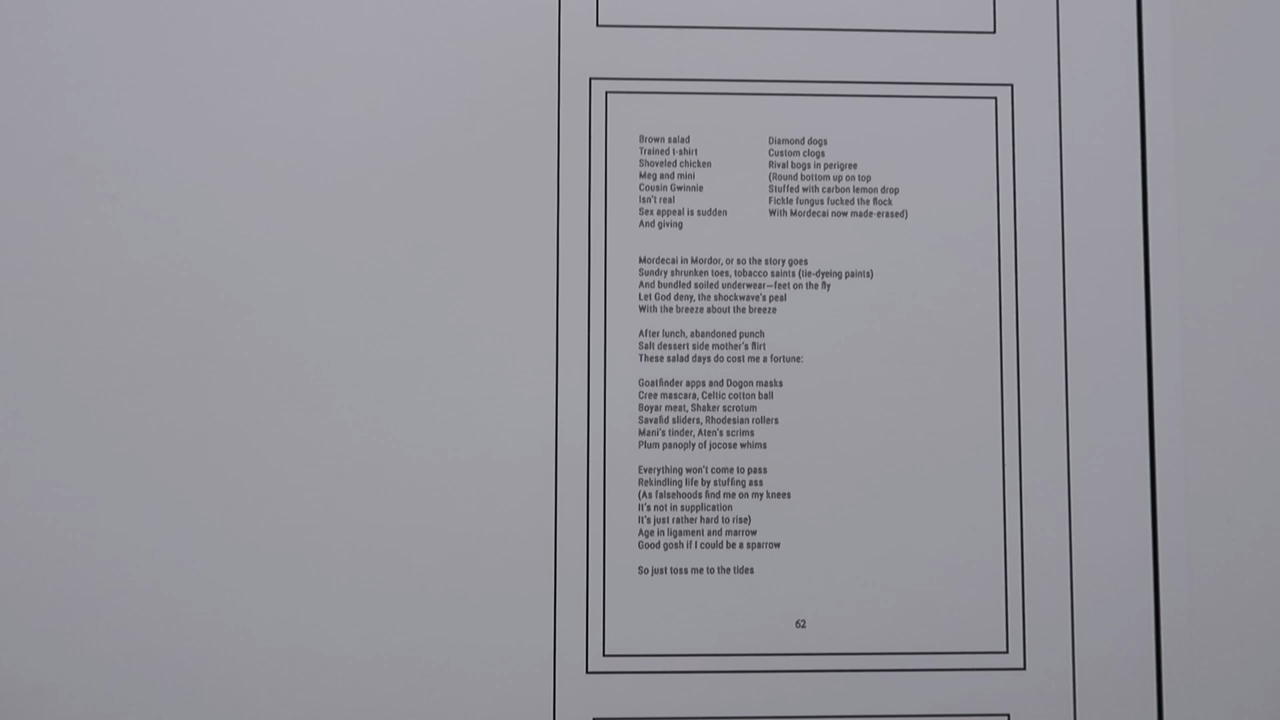 Brown salad
Trained t-shirt
Shoveled chicken
Meg and mini
Cousin Gwinnie
Isn't real
Sex appeal is sudden
And giving
Diamond dogs
Custom clogs
Rival bogs in perigree
(Round bottom up on top
Stuffed with carbon lemon drop
Fickle fungus fucked the flock
With Mordecai now made-erased)
Mordecai in Mordor, or so the story goes
Sundry shrunken toes, tobacco saints (tie-dyeing paints)
And bundled soiled underwear—feet on the fly
Let God deny, the shockwave's peal
With the breeze about the breeze
After lunch, abandoned punch
Salt dessert side mother's flirt
These salad days do cost me a fortune:
Goatfinder apps and Dogon masks
Cree mascara, Celtic cotton ball
Boyar meat, Shaker scrotum
Savafid sliders, Rhodesian rollers
Mani's tinder, Aten's scrims
Plum panoply of jocose whims
Everything won't come to pass
Rekindling life by stuffing ass
(As falsehoods find me on my knees
It's not in supplication
It's just rather hard to rise)
Age in ligament and marrow
Good gosh if I could be a sparrow
So just toss me to the tides
62